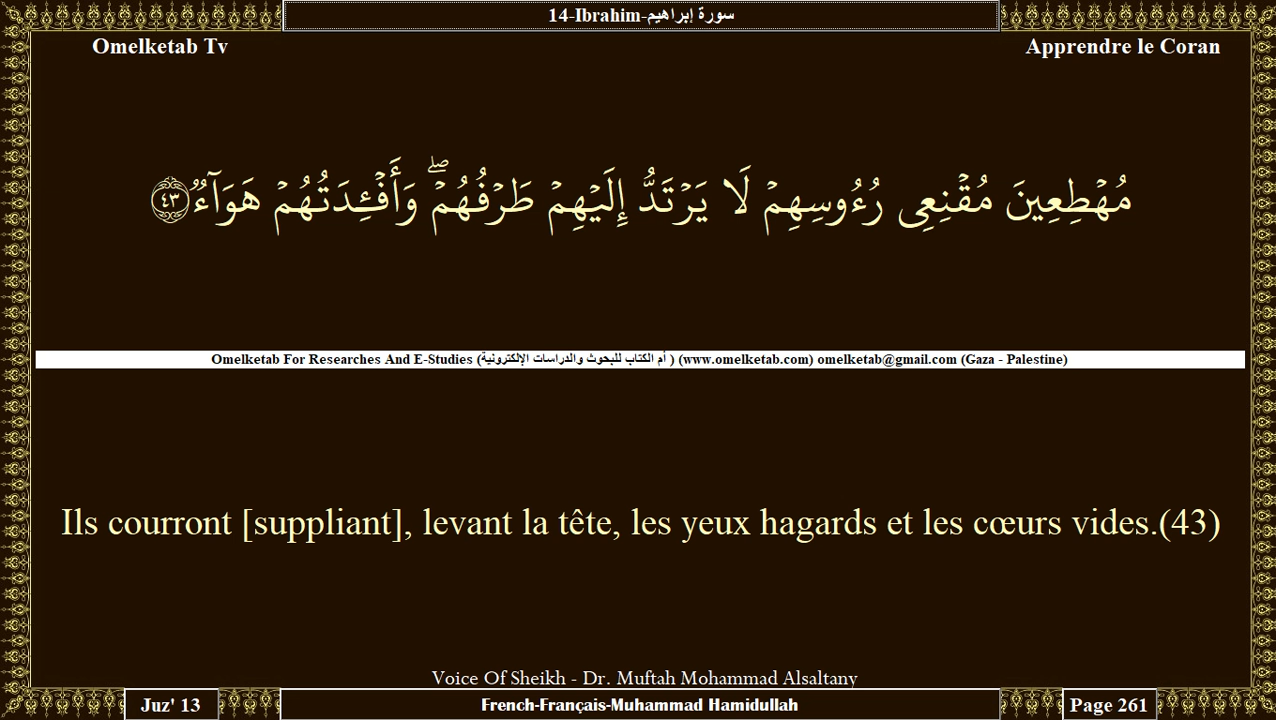 14-Ibrahim-سورة إبراهيم
Omelketab Tv
Apprendre le Coran
مُهۡطِعِينَ مُقۡنِعِى رُءُوسِهِمۡ لَا يَرۡتَدُّ إِلَيۡهِمۡ طَرۡفُهُمۡۖ وَأَفۡـِٔدَتُهُمۡ هَوَآءٌ ٤٣
Omelketab For Researches And E-Studies (أم الكتاب للبحوث والدراسات الإلكترونية ) (www.omelketab.com) omelketab@gmail.com (Gaza - Palestine)
Ils courront [suppliant], levant la tête, les yeux hagards et les cœurs vides.(43)
Voice Of Sheikh - Dr. Muftah Mohammad Alsaltany
Juz' 13
French-Français-Muhammad Hamidullah
Page 261